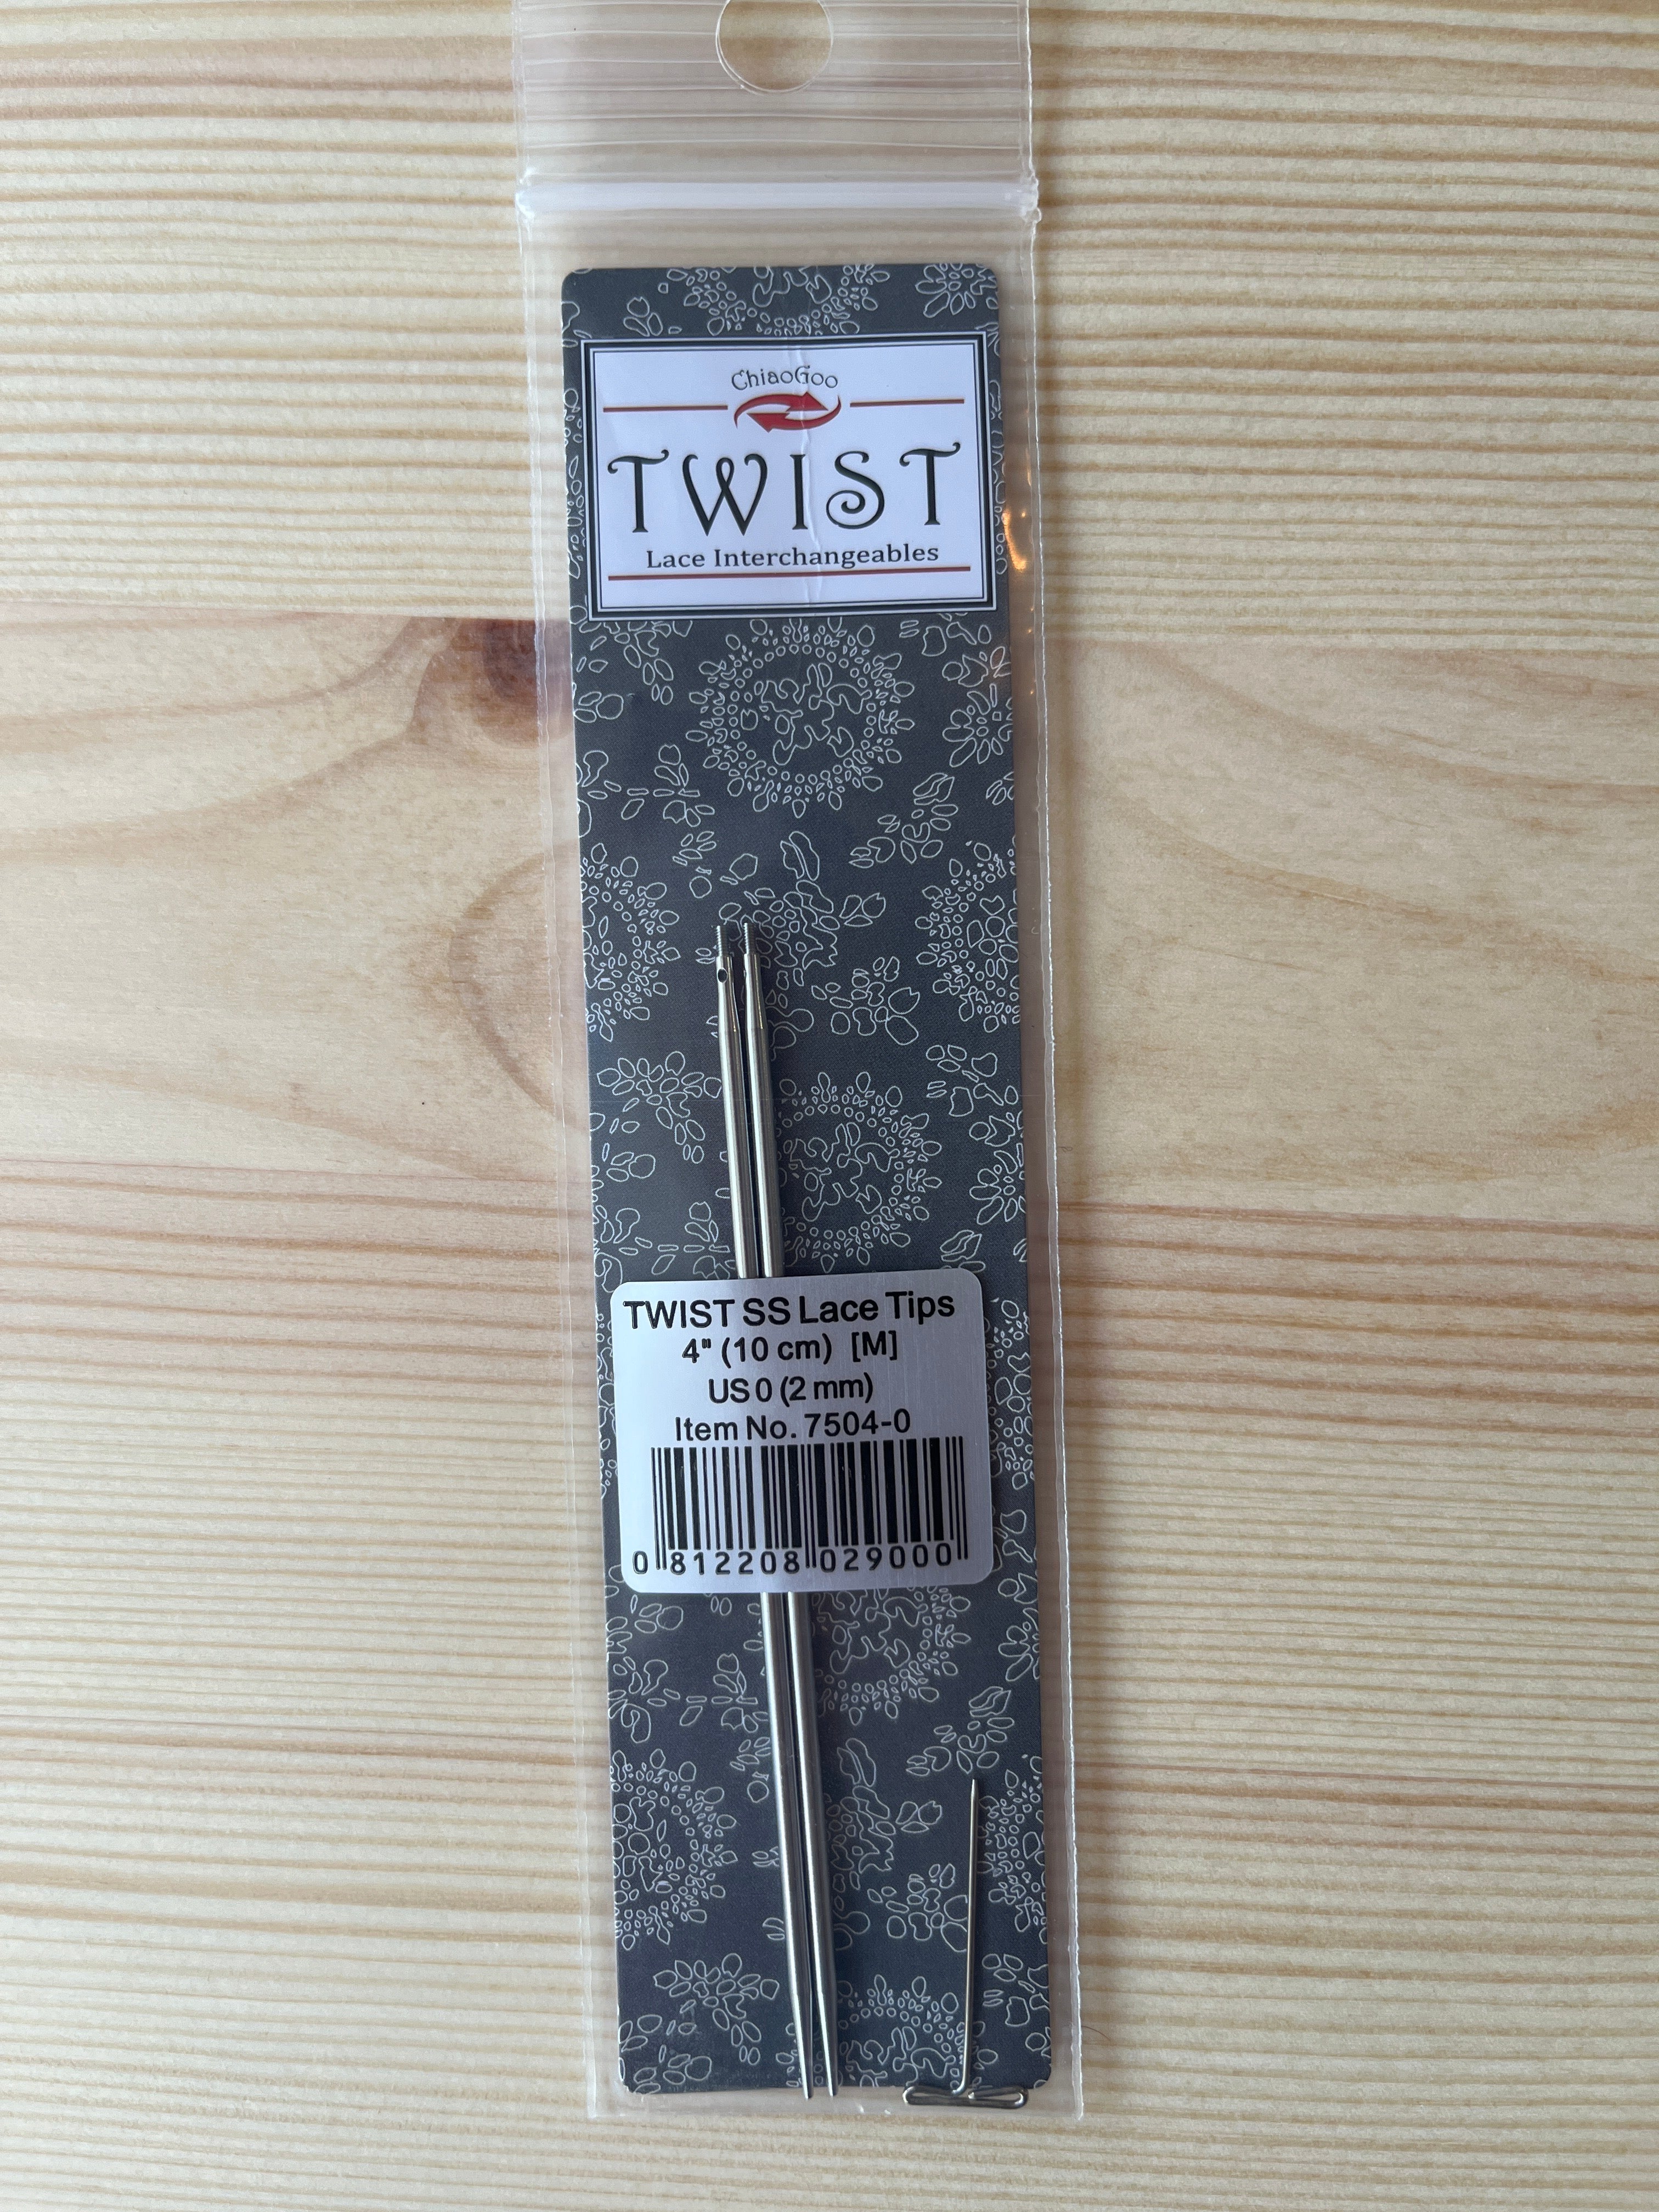 ChiaoGoo
TWIST
Lace Interchangeables
TWIST SS Lace Tips
4" (10 cm) [M]
US 0 (2 mm)
Item No. 7504-0
0 812208 029000